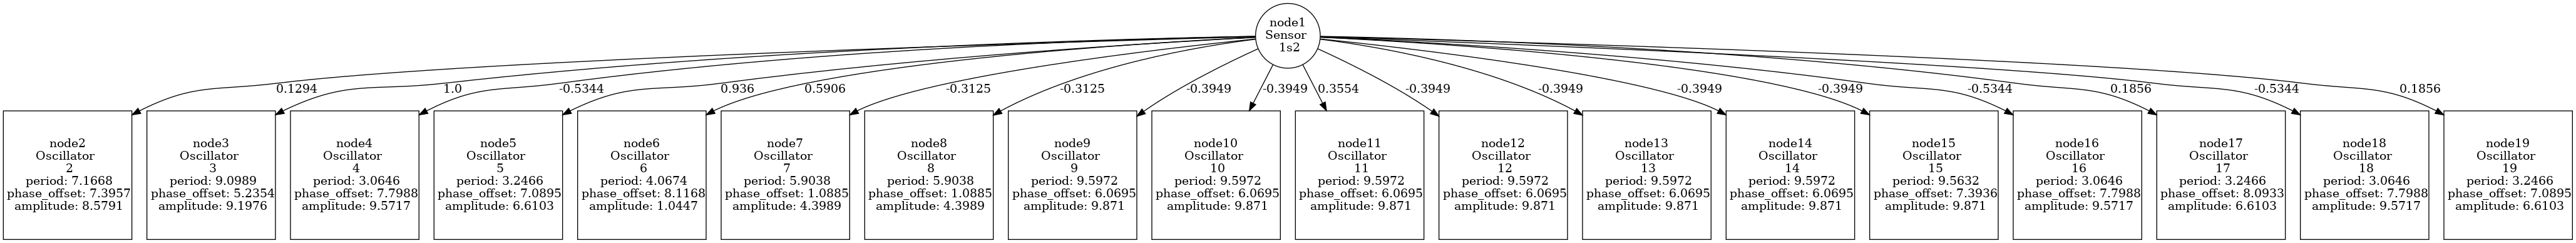 node1
Sensor
1s2
0.1294
1.0
-0.5344
0.936
0.5906
-0.3125
-0.3125
-0.3949
-0.3949
0.3554
-0.3949
-0.3949
-0.3949
-0.3949
-0.5344
0.1856
-0.5344
0.1856
node2
Oscillator
2
period: 7.1668
phase_offset: 7.3957
amplitude: 8.5791
node3
Oscillator
3
period: 9.0989
phase_offset: 5.2354
amplitude: 9.1976
node4
Oscillator
4
period: 3.0646
phase_offset: 7.7988
amplitude: 9.5717
node5
Oscillator
5
period: 3.2466
phase_offset: 7.0895
amplitude: 6.6103
node6
Oscillator
6
period: 4.0674
phase_offset: 8.1168
amplitude: 1.0447
node7
Oscillator
7
period: 5.9038
phase_offset: 1.0885
amplitude: 4.3989
node8
Oscillator
8
period: 5.9038
phase_offset: 1.0885
amplitude: 4.3989
node9
Oscillator
9
period: 9.5972
phase_offset: 6.0695
amplitude: 9.871
node10
Oscillator
10
period: 9.5972
phase_offset: 6.0695
amplitude: 9.871
node11
Oscillator
11
period: 9.5972
phase_offset: 6.0695
amplitude: 9.871
node12
Oscillator
12
period: 9.5972
phase_offset: 6.0695
amplitude: 9.871
node13
Oscillator
13
period: 9.5972
phase_offset: 6.0695
amplitude: 9.871
node14
Oscillator
14
period: 9.5972
phase_offset: 6.0695
amplitude: 9.871
node15
Oscillator
15
period: 9.5632
phase_offset: 7.3936
amplitude: 9.871
node16
Oscillator
16
period: 3.0646
phase_offset: 7.7988
amplitude: 9.5717
node17
Oscillator
17
period: 3.2466
phase_offset: 8.0933
amplitude: 6.6103
node18
Oscillator
18
period: 3.0646
phase_offset: 7.7988
amplitude: 9.5717
node19
Oscillator
19
period: 3.2466
phase_offset: 7.0895
amplitude: 6.6103